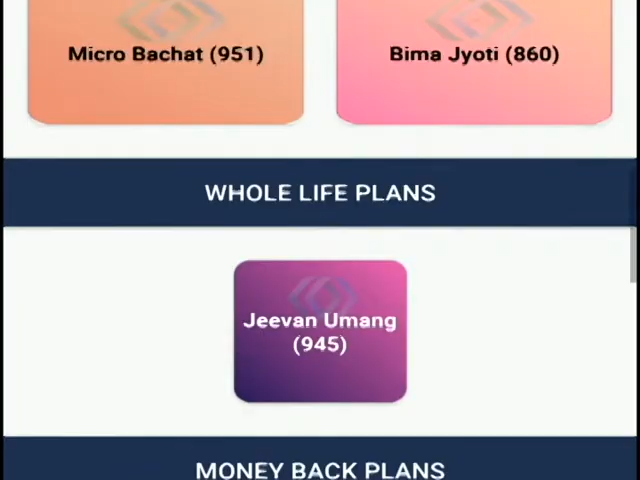 Micro Bachat (951)
Bima Jyoti (860)
WHOLE LIFE PLANS
Jeevan Umang
(945)
MONEY BACK PLANS